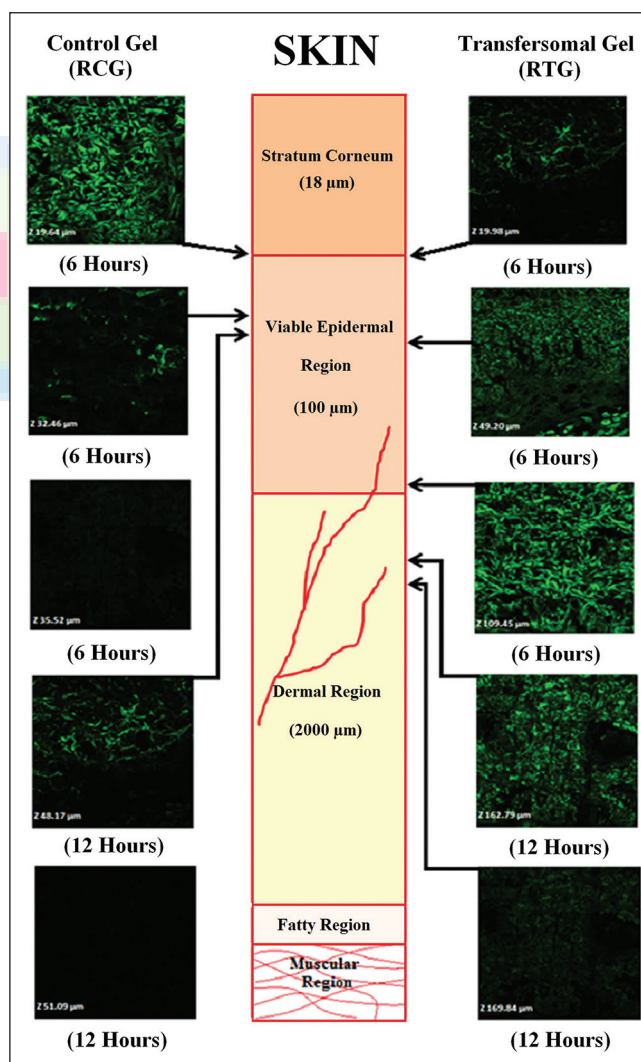 Control Gel
(RCG)
SKIN
Transfersomal Gel
(RTG)
Z 19.64 µm
(6 Hours)
Z 32.46 µm
(6 Hours)
Z 35.52 µm
(6 Hours)
Z 48.17 µm
(12 Hours)
Z 51.09 µm
(12 Hours)
Stratum Corneum
(18 µm)
Viable Epidermal
Region
(100 µm)
Dermal Region
(2000 µm)
Fatty Region
Muscular
Region
Z 19.98 µm
(6 Hours)
Z 49.20 µm
(6 Hours)
Z 109.45 µm
(6 Hours)
Z 162.79 µm
(12 Hours)
Z 169.84 µm
(12 Hours)